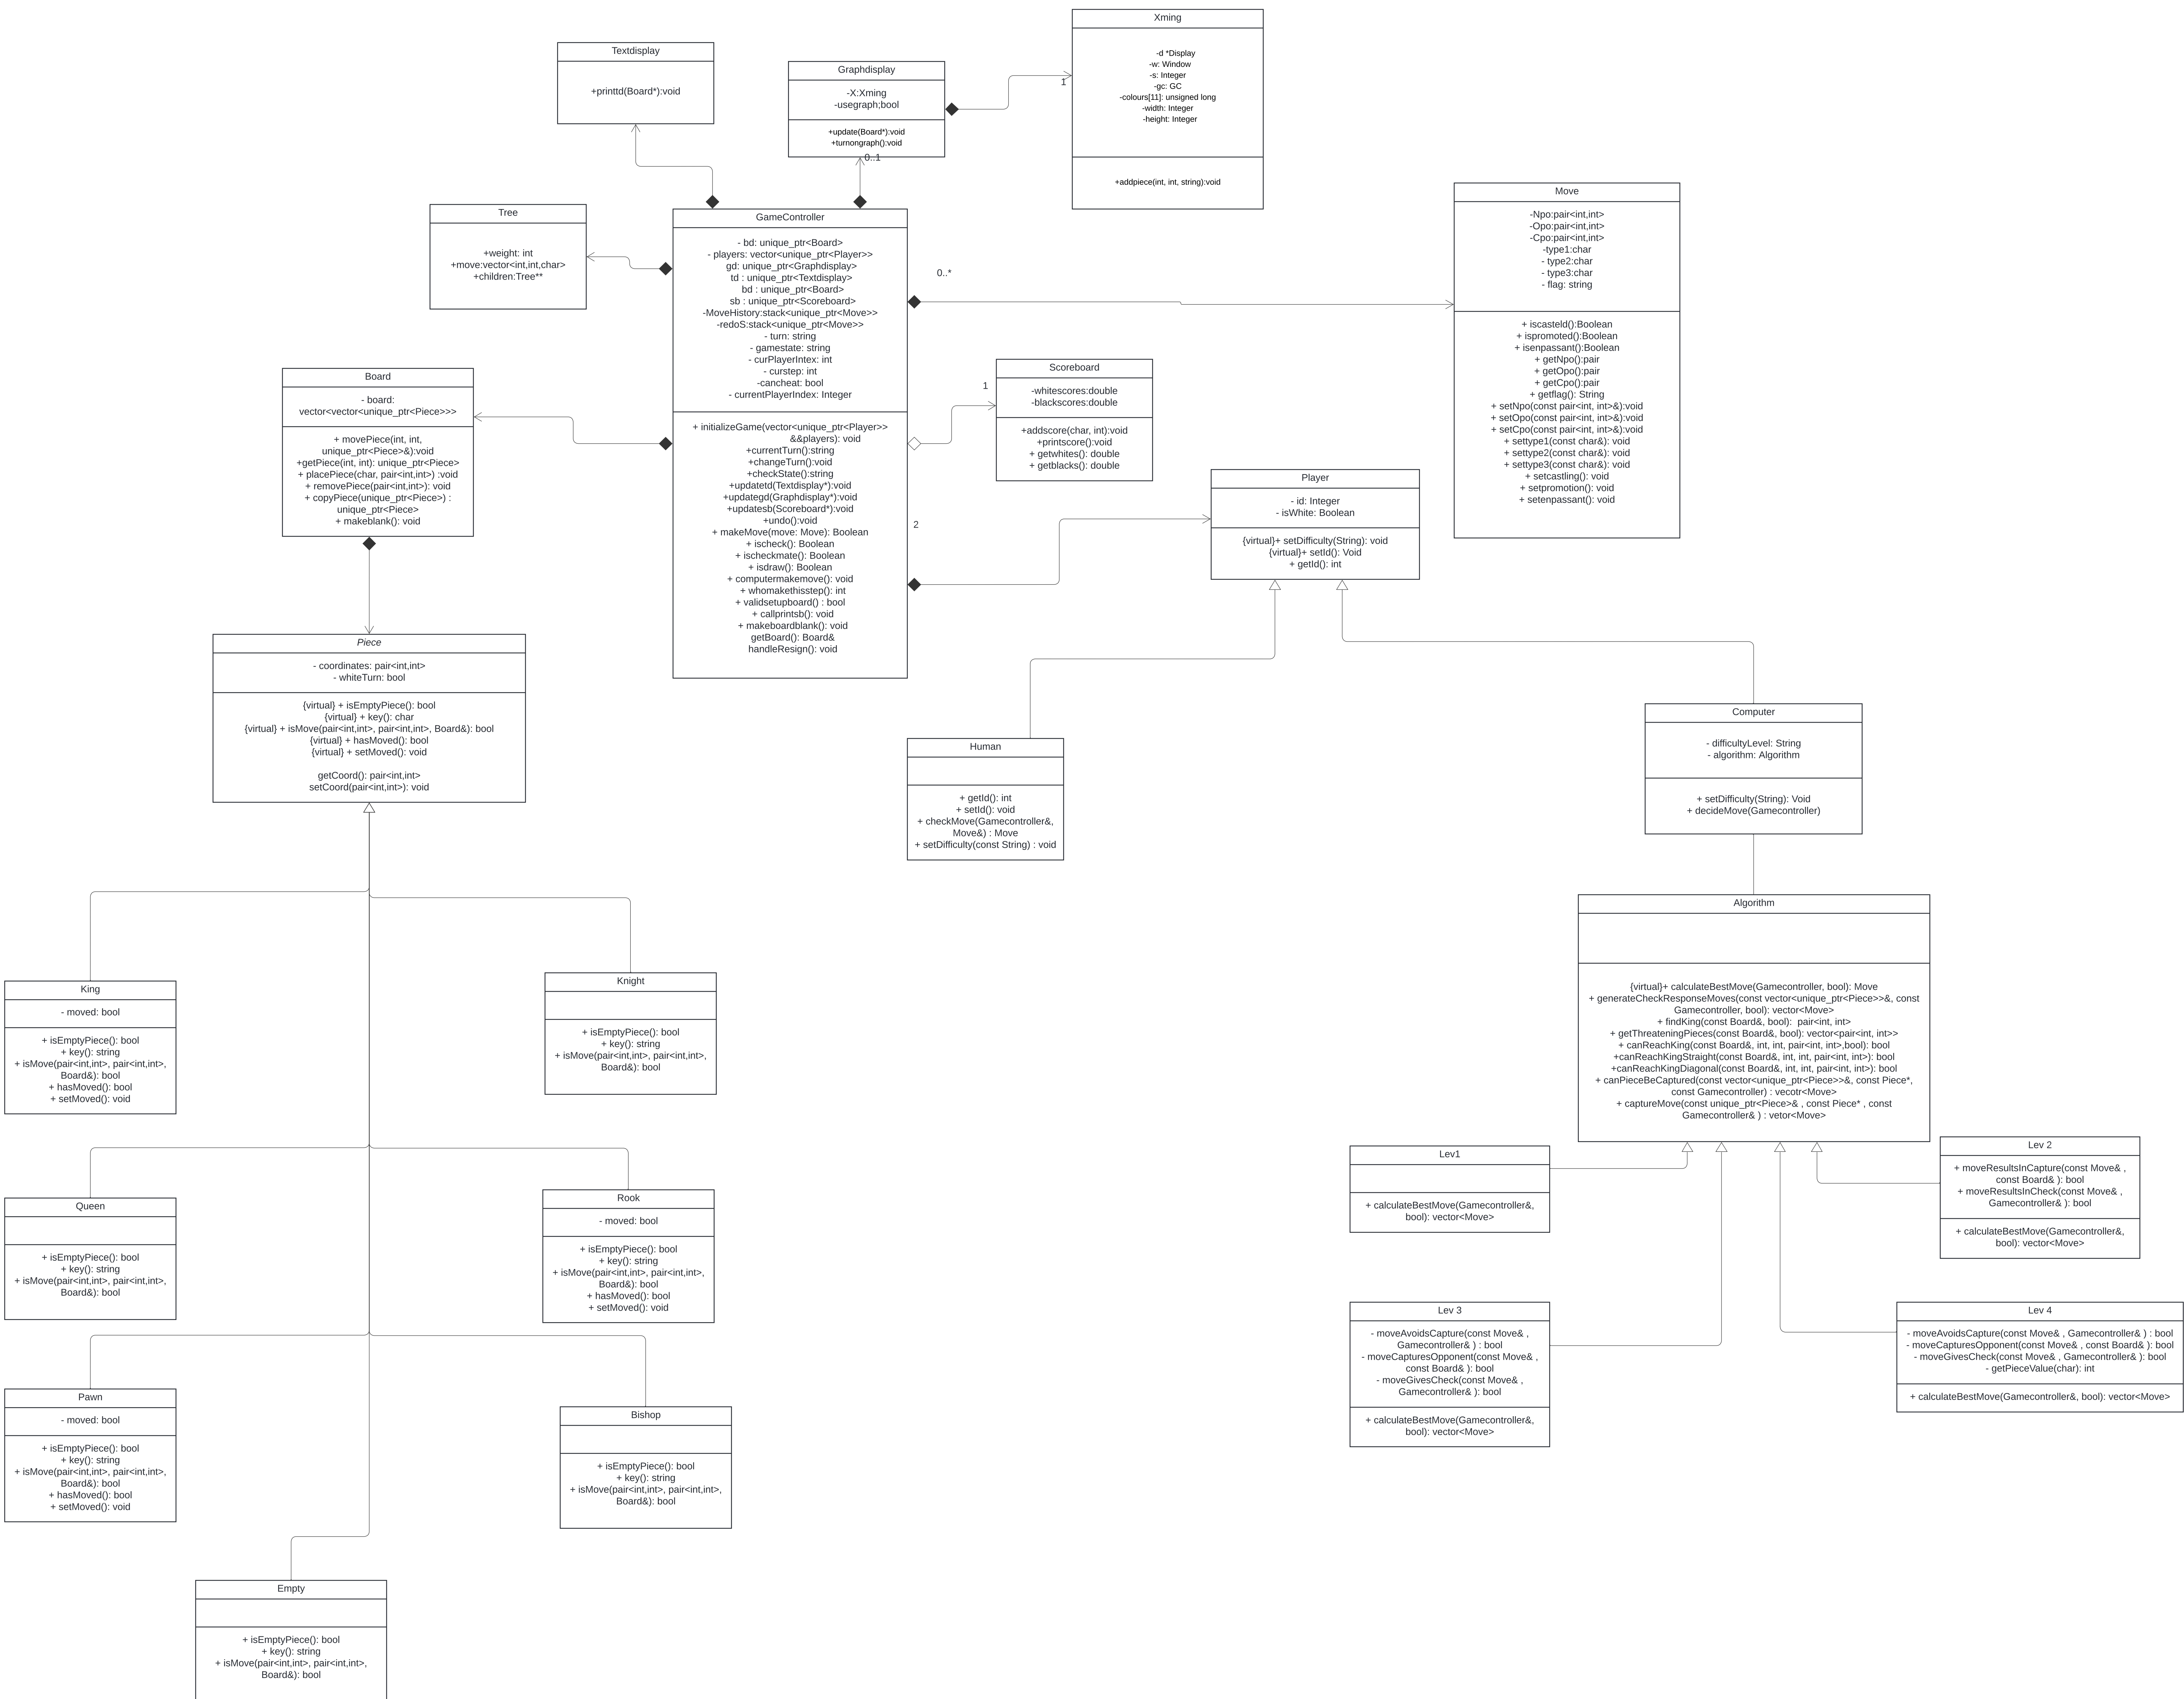 Xming
-d *Display
-w: Window
-s: Integer
-gc: GC
-colours[11]: unsigned long
-width: Integer
-height: Integer
+addpiece(int, int, string):void
Textdisplay
+printtd(Board*):void
Graphdisplay
-X:Xming
-usegraph;bool
+update(Board*):void
+turnongraph():void
1
0..1
Tree
+weight: int
+move:vector<int,int,char>
+children:Tree**
GameController
- bd: unique_ptr<Board>
- players: vector<unique_ptr<Player>>
gd: unique_ptr<Graphdisplay>
td : unique_ptr<Textdisplay>
bd : unique_ptr<Board>
sb : unique_ptr<Scoreboard>
-MoveHistory:stack<unique_ptr<Move>>
-redoS:stack<unique_ptr<Move>>
- turn: string
- gamestate: string
- curPlayerIntex: int
- curstep: int
-cancheat: bool
- currentPlayerIndex: Integer
+ initializeGame(vector<unique_ptr<Player>>
&&players): void
+currentTurn():string
+changeTurn():void
+checkState():string
+updatetd(Textdisplay*):void
+updategd(Graphdisplay*):void
+updatesb(Scoreboard*):void
+undo():void
+ makeMove(move: Move): Boolean
+ ischeck(): Boolean
+ ischeckmate(): Boolean
+ isdraw(): Boolean
+ computermakemove(): void
+ whomakethisstep(): int
+ validsetupboard() : bool
+ callprintsb(): void
+ makeboardblank(): void
getBoard(): Board&
handleResign(): void
0..*
1
2
Move
-Npo:pair<int,int>
-Opo:pair<int,int>
-Cpo:pair<int,int>
-type1:char
- type2:char
- type3:char
- flag: string
+ iscasteld():Boolean
+ ispromoted():Boolean
+ isenpassant():Boolean
+ getNpo():pair
+ getOpo():pair
+ getCpo():pair
+ getflag(): String
+ setNpo(const pair<int, int>&):void
+ setOpo(const pair<int, int>&):void
+ setCpo(const pair<int, int>&):void
+ settype1(const char&): void
+ settype2(const char&): void
+ settype3(const char&): void
+ setcastling(): void
+ setpromotion(): void
+ setenpassant(): void
Scoreboard
-whitescores:double
-blackscores:double
+addscore(char, int):void
+printscore():void
+ getwhites(): double
+ getblacks(): double
Board
- board:
vector<vector<unique_ptr<Piece>>>
+ movePiece(int, int,
unique_ptr<Piece>&):void
+getPiece(int, int): unique_ptr<Piece>
+ placePiece(char, pair<int,int>) :void
+ removePiece(pair<int,int>): void
+ copyPiece(unique_ptr<Piece>) :
unique_ptr<Piece>
+ makeblank(): void
Player
- id: Integer
- isWhite: Boolean
{virtual}+ setDifficulty(String): void
{virtual}+ setId(): Void
+ getId(): int
Piece
- coordinates: pair<int,int>
- whiteTurn: bool
{virtual} + isEmptyPiece(): bool
{virtual} + key(): char
{virtual} + isMove(pair<int,int>, pair<int,int>, Board&): bool
{virtual} + hasMoved(): bool
{virtual} + setMoved(): void
getCoord(): pair<int,int>
setCoord(pair<int,int>): void
Human
+ getId(): int
+ setId(): void
+ checkMove(Gamecontroller&,
Move&) : Move
+ setDifficulty(const String) : void
Computer
- difficultyLevel: String
- algorithm: Algorithm
+ setDifficulty(String): Void
+ decideMove(Gamecontroller)
Algorithm
{virtual}+ calculateBestMove(Gamecontroller, bool): Move
+ generateCheckResponseMoves(const vector<unique_ptr<Piece>>&, const
Gamecontroller, bool): vector<Move>
+ findKing(const Board&, bool): pair<int, int>
+ getThreateningPieces(const Board&, bool): vector<pair<int, int>>
+ canReachKing(const Board&, int, int, pair<int, int>,bool): bool
+canReachKingStraight(const Board&, int, int, pair<int, int>): bool
+canReachKingDiagonal(const Board&, int, int, pair<int, int>): bool
+ canPieceBeCaptured(const vector<unique_ptr<Piece>>&, const Piece*,
const Gamecontroller) : vecotr<Move>
+ captureMove(const unique_ptr<Piece>& , const Piece* , const
Gamecontroller& ) : vetor<Move>
King
- moved: bool
+ isEmptyPiece(): bool
+ key(): string
+ isMove(pair<int,int>, pair<int,int>,
Board&): bool
+ hasMoved(): bool
+ setMoved(): void
Knight
+ isEmptyPiece(): bool
+ key(): string
+ isMove(pair<int,int>, pair<int,int>,
Board&): bool
Lev1
+ calculateBestMove(Gamecontroller&,
bool): vector<Move>
Lev 2
+ moveResultsInCapture(const Move& ,
const Board& ): bool
+ moveResultsInCheck(const Move& ,
Gamecontroller& ): bool
+ calculateBestMove(Gamecontroller&,
bool): vector<Move>
Queen
+ isEmptyPiece(): bool
+ key(): string
+ isMove(pair<int,int>, pair<int,int>,
Board&): bool
Rook
- moved: bool
+ isEmptyPiece(): bool
+ key(): string
+ isMove(pair<int,int>, pair<int,int>,
Board&): bool
+ hasMoved(): bool
+ setMoved(): void
Lev 3
- moveAvoidsCapture(const Move& ,
Gamecontroller& ) : bool
- moveCapturesOpponent(const Move& ,
const Board& ): bool
- moveGivesCheck(const Move& ,
Gamecontroller& ): bool
+ calculateBestMove(Gamecontroller&,
bool): vector<Move>
Lev 4
- moveAvoidsCapture(const Move& , Gamecontroller& ) : bool
- moveCapturesOpponent(const Move& , const Board& ): bool
- moveGivesCheck(const Move& , Gamecontroller& ): bool
- getPieceValue(char): int
+ calculateBestMove(Gamecontroller&, bool): vector<Move>
Pawn
- moved: bool
+ isEmptyPiece(): bool
+ key(): string
+ isMove(pair<int,int>, pair<int,int>,
Board&): bool
+ hasMoved(): bool
+ setMoved(): void
Bishop
+ isEmptyPiece(): bool
+ key(): string
+ isMove(pair<int,int>, pair<int,int>,
Board&): bool
Empty
+ isEmptyPiece(): bool
+ key(): string
+ isMove(pair<int,int>, pair<int,int>,
Board&): bool